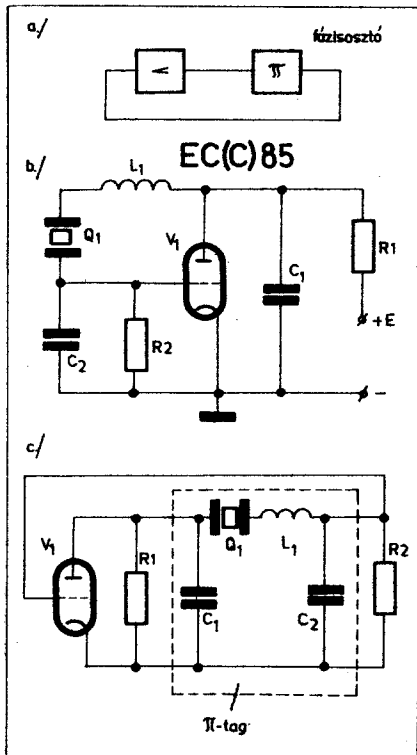 a./
fázisosztó
<
π
EC(C)85
b./
L1
Q1
V1
C1
R1
C2
R2
+E
-
c./
V1
R1
Q1
L1
C1
C2
R2
π-tag